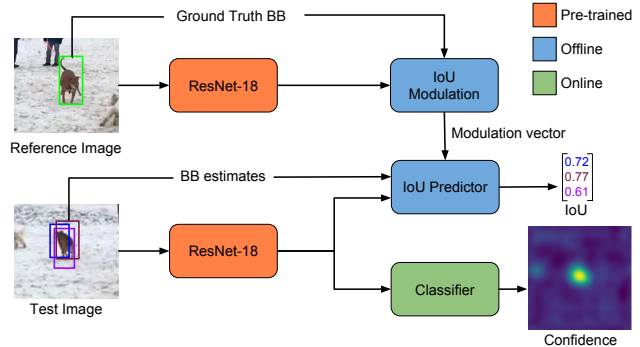 Ground Truth BB
Pre-trained
Offline
Online
ResNet-18
IoU
Modulation
Reference Image
Modulation vector
BB estimates
IoU Predictor
0.72
0.77
0.61
IoU
ResNet-18
Classifier
Test Image
Confidence